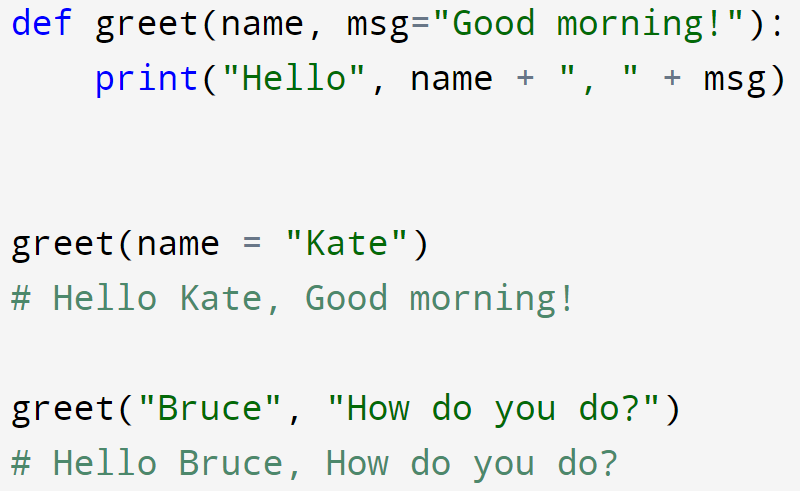 def greet(name, msg="Good morning!"):
    print("Hello", name + ", " + msg)
greet(name = "Kate")
# Hello Kate, Good morning!
greet("Bruce", "How do you do?")
# Hello Bruce, How do you do?